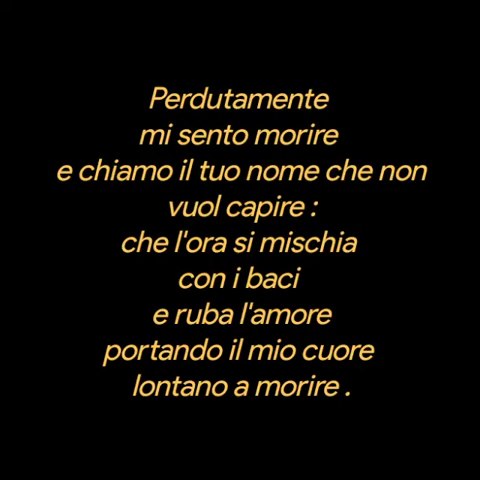 Perdutamente
mi sento morire
e chiamo il tuo nome che non
vuol capire :
che l'ora si mischia
con i baci
e ruba l'amore
portando il mio cuore
lontano a morire .